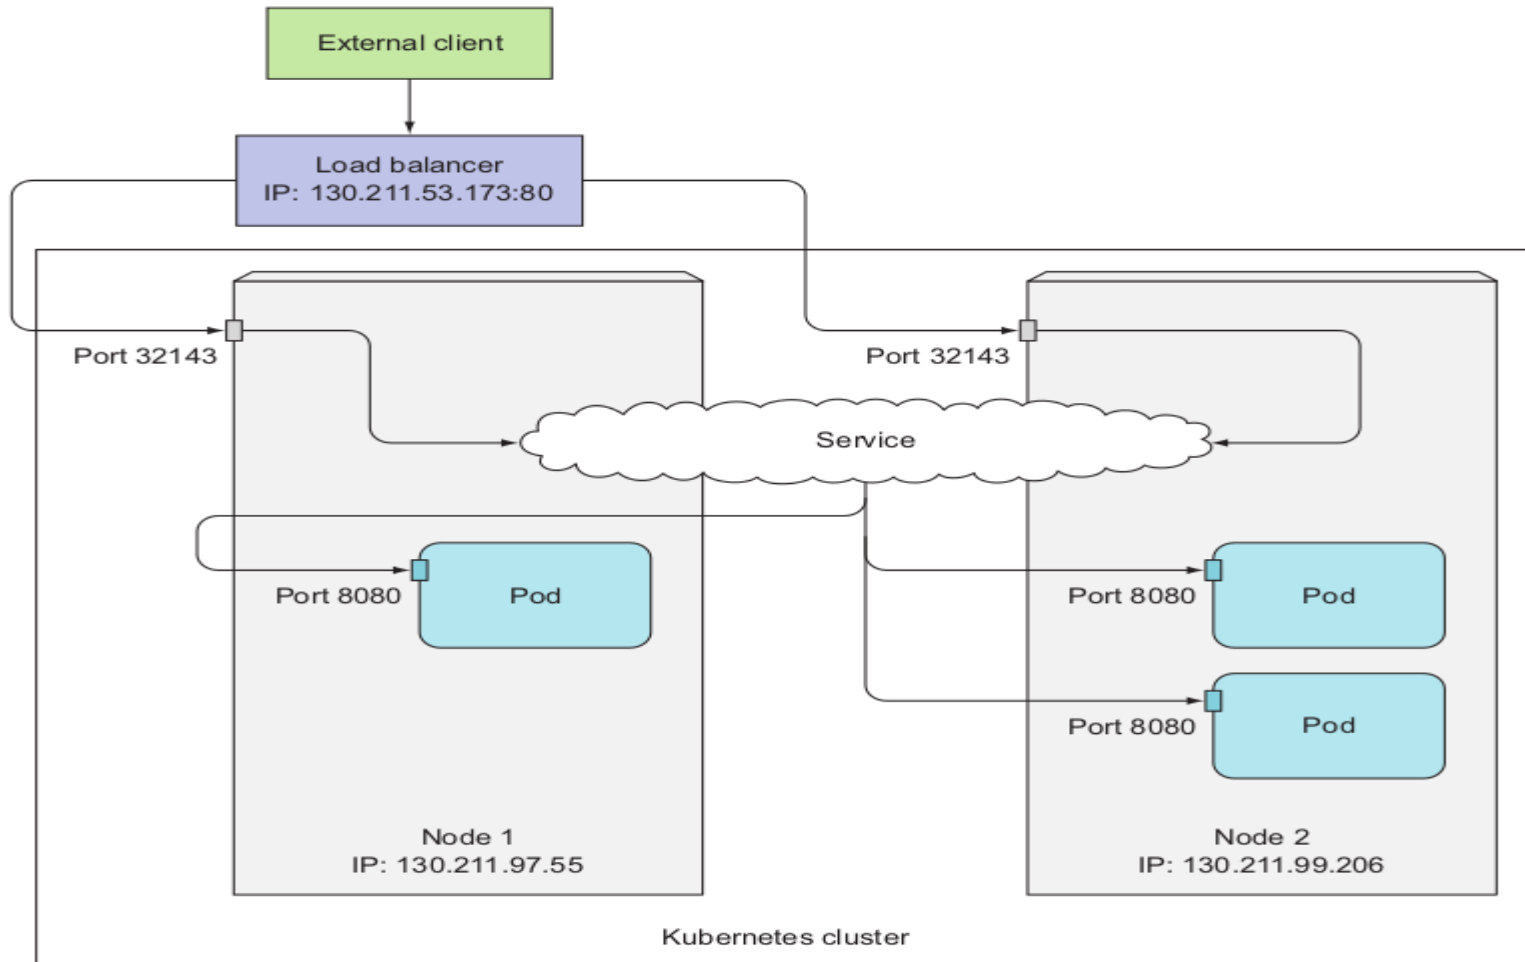 External client
Load balancer
IP: 130.211.53.173:80
Port 32143
Port 32143
Service
Port 8080
Pod
Port 8080
Pod
Port 8080
Pod
Node 1
IP: 130.211.97.55
Node 2
IP: 130.211.99.206
Kubernetes cluster